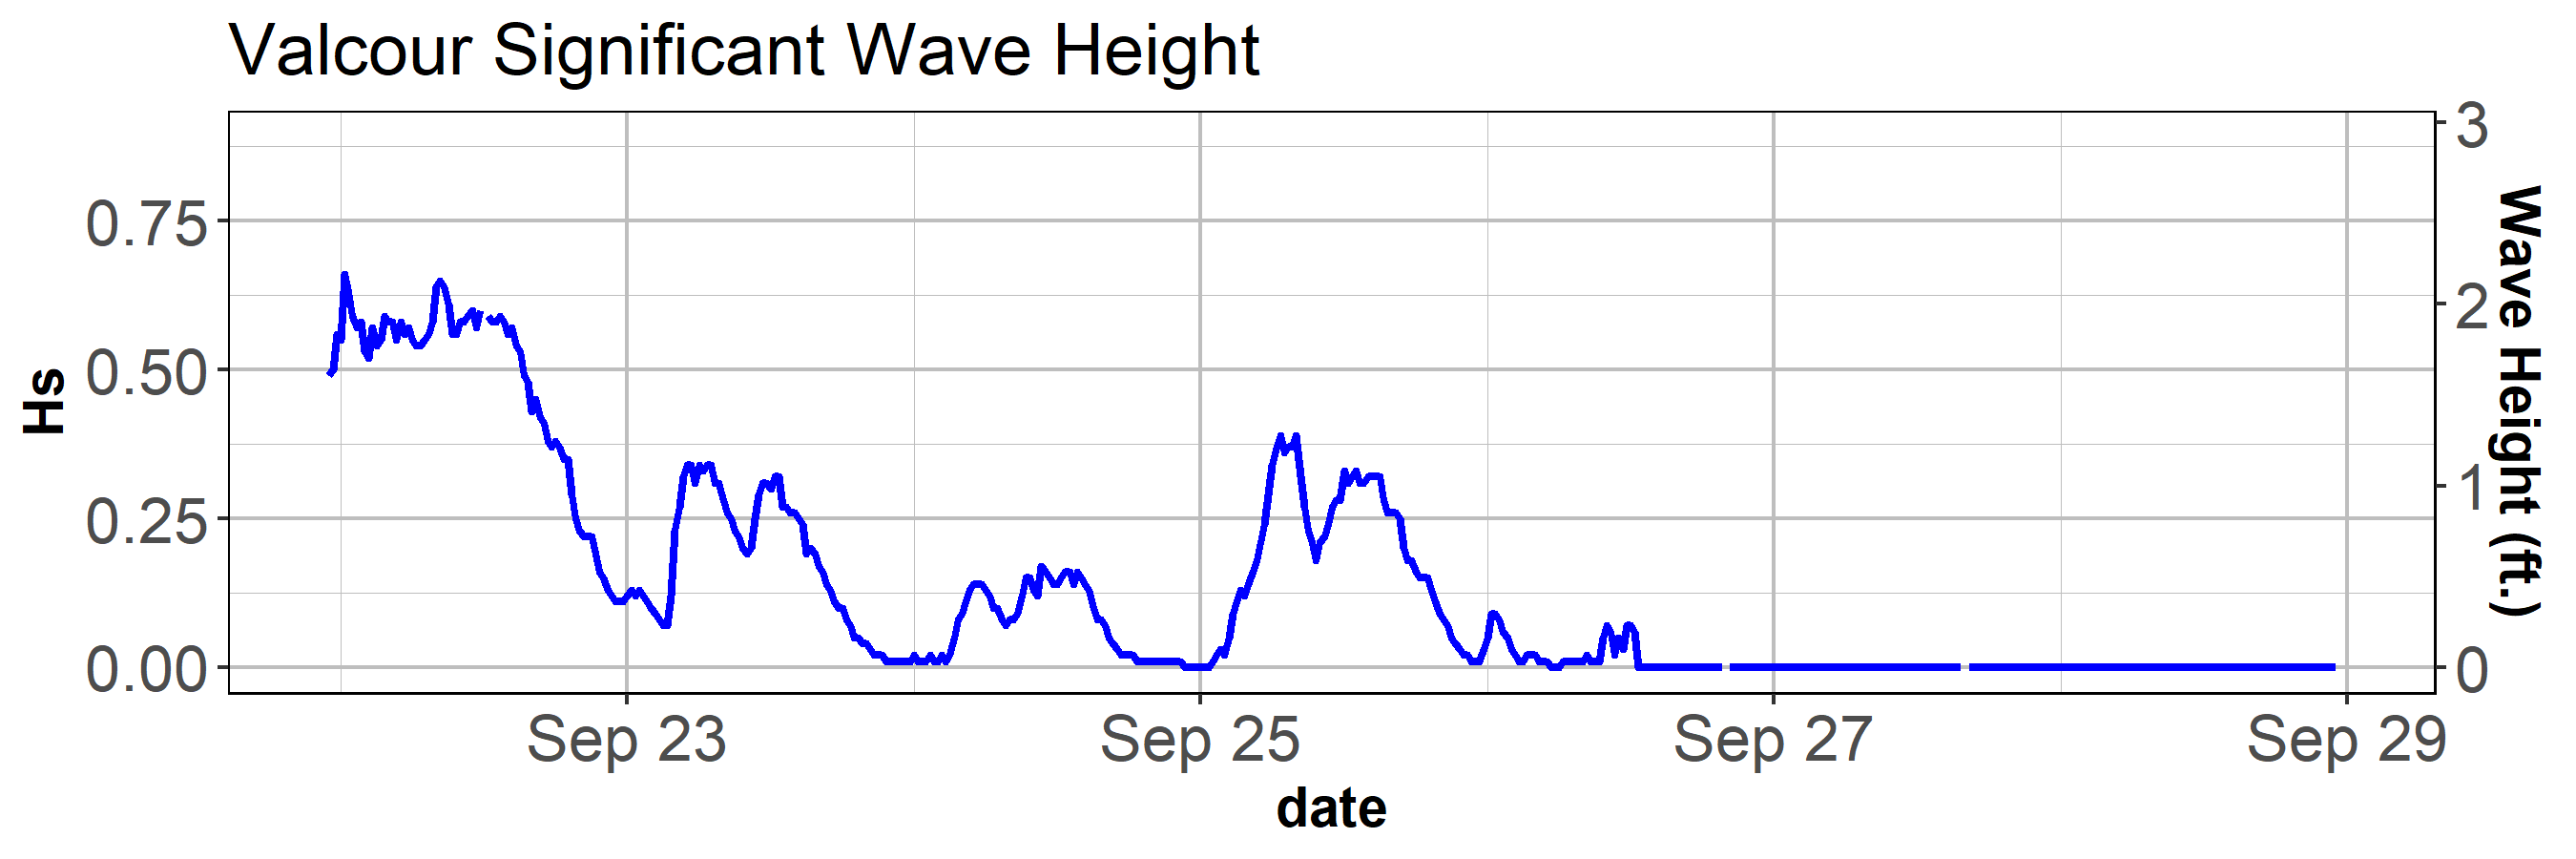 Valcour Significant Wave Height
3
0.75
2
0.50
1
0.25
0.00
0
Hs
Wave Height (ft.)
Sep 23
Sep 25
Sep 27
Sep 29
date